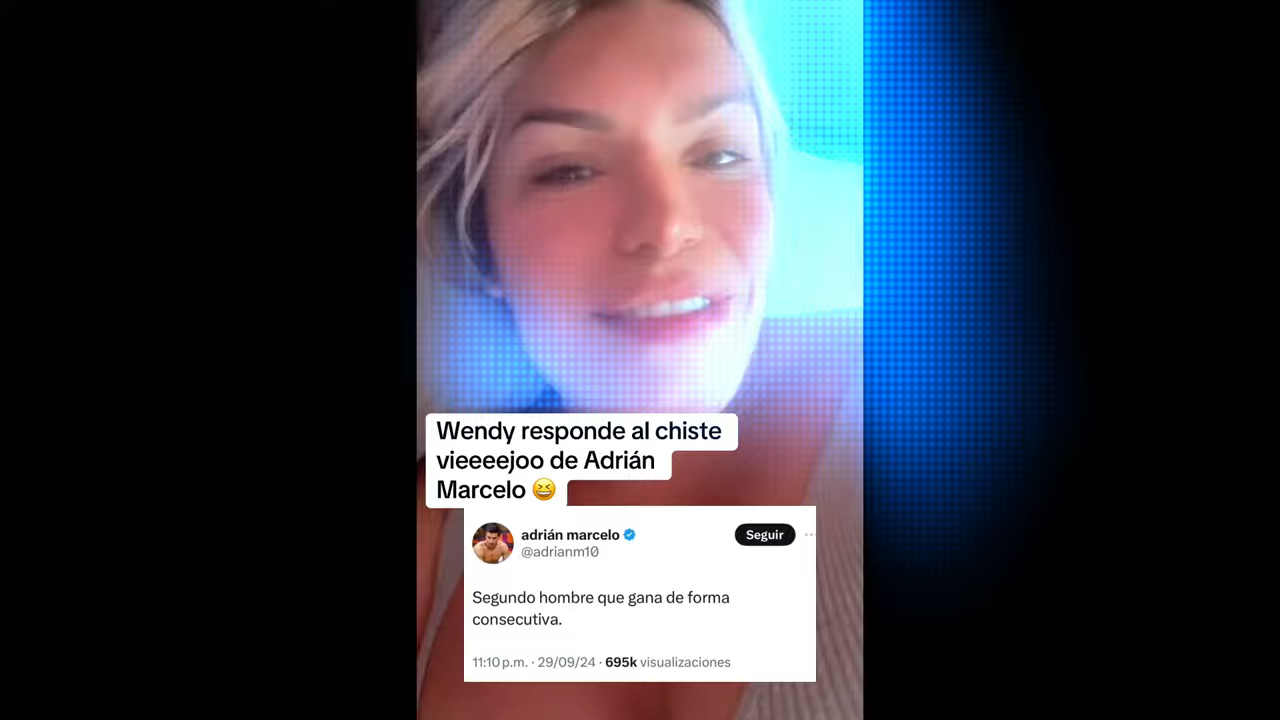 Wendy responde al chiste
vieeeejoo de Adrián
Marcelo 😆
adrián marcelo
Seguir
@adrianm10
Segundo hombre que gana de forma
consecutiva.
11:10 p.m. · 29/09/24 · 695k visualizaciones